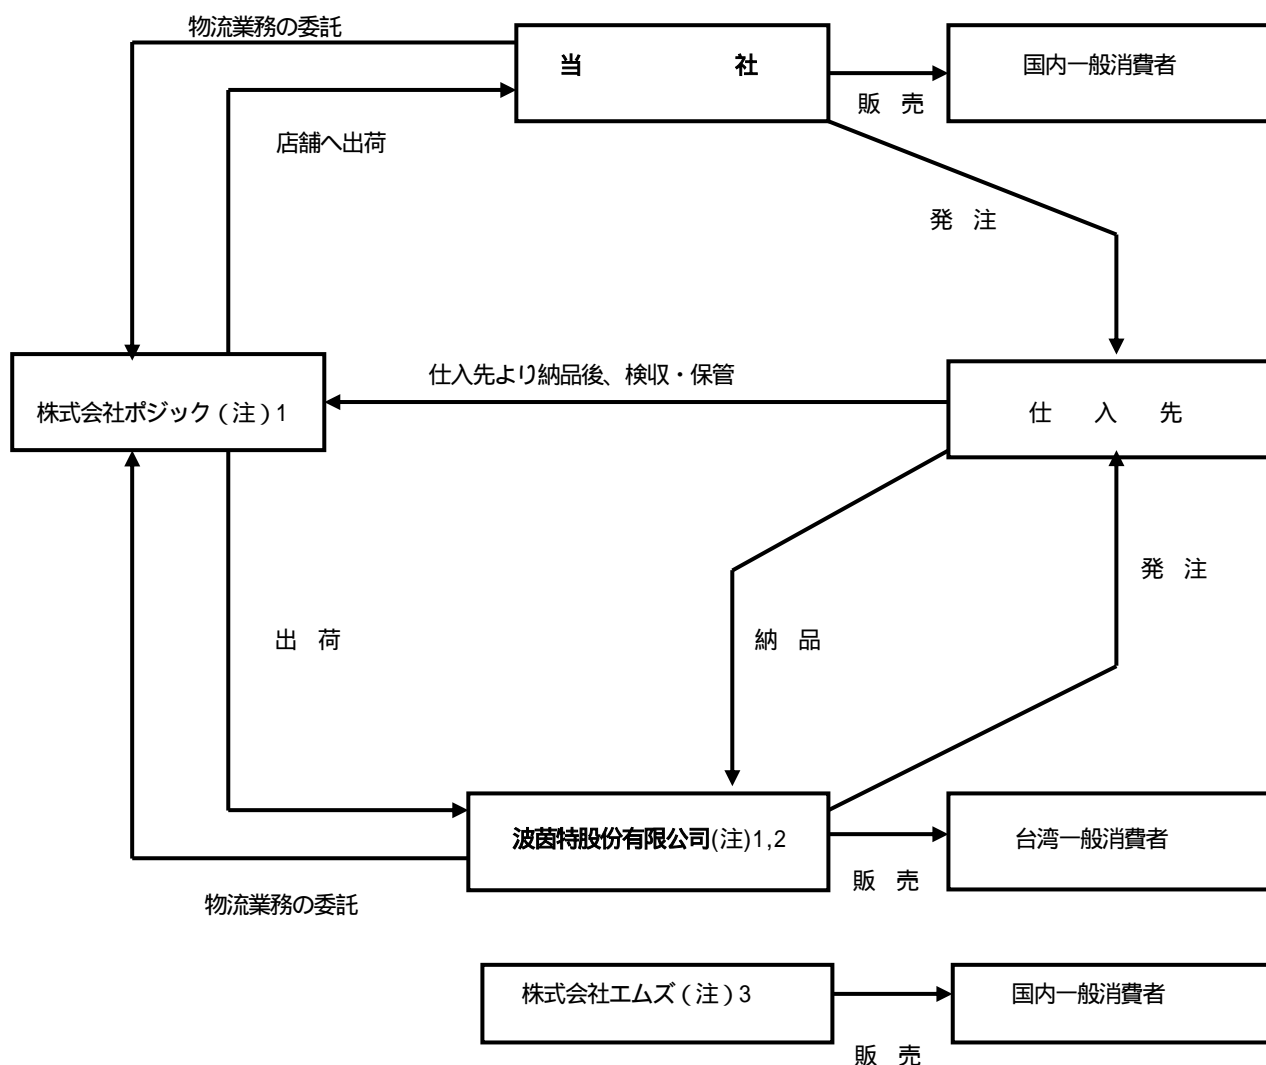 物流業務の委託
当　　　社
国内一般消費者
販 売
店舗へ出荷
発 注
仕入先より納品後、検収・保管
株式会社ポジック(注)1
仕 入 先
発 注
出 荷
納 品
波茵特股份有限公司(注)1,2
台湾一般消費者
販 売
物流業務の委託
株式会社エムズ(注)3
国内一般消費者
販 売